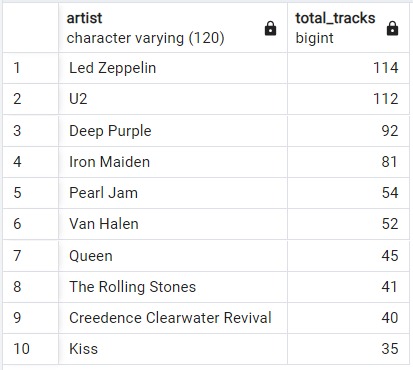 artist total_tracks
character varying (120) bigint
1 Led Zeppelin 114
2 U2 112
3 Deep Purple 92
4 Iron Maiden 81
5 Pearl Jam 54
6 Van Halen 52
7 Queen 45
8 The Rolling Stones 41
9 Creedence Clearwater Revival 40
10 Kiss 35